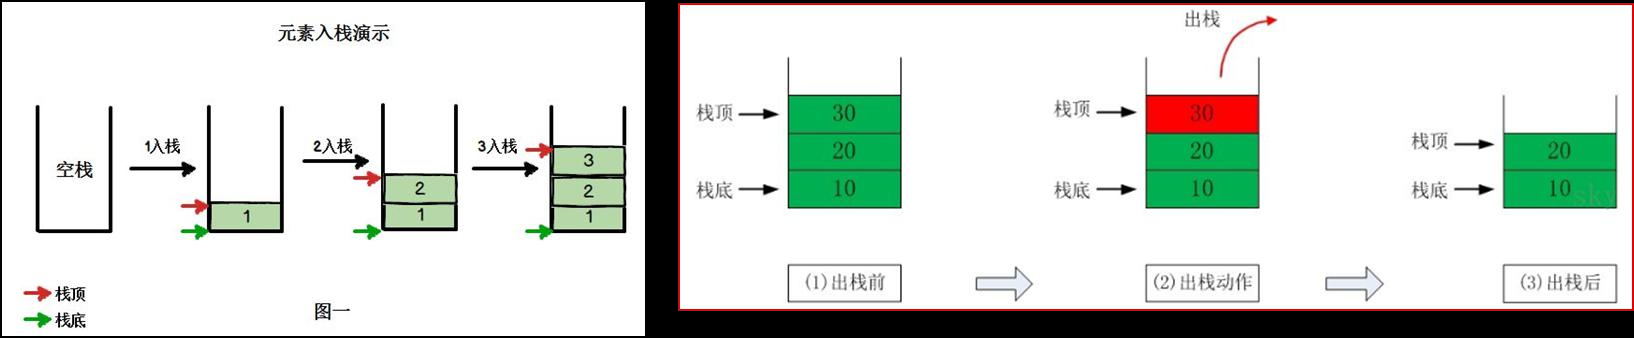 元素入栈演示
空栈
1入栈
1
2入栈
2
1
3入栈
3
2
1
栈顶
栈底
图一
出栈
栈顶
30
20
栈底
10
(1)出栈前
栈顶
30
20
栈底
10
(2)出栈动作
栈顶
20
栈底
10
sky
(3)出栈后